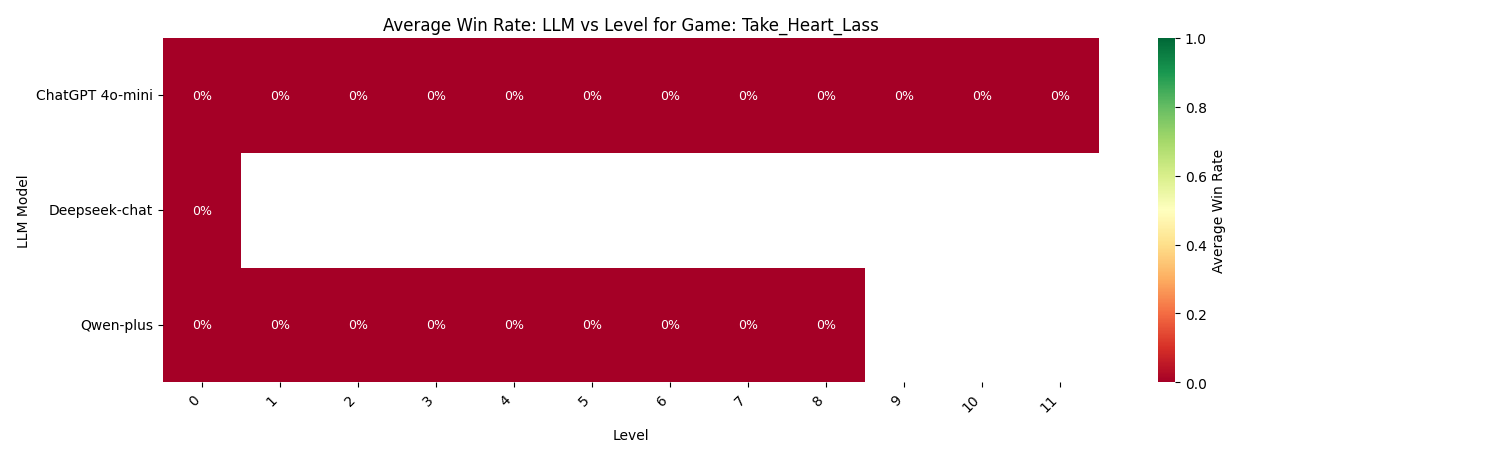 Average Win Rate: LLM vs Level for Game: Take_Heart_Lass
LLM Model
ChatGPT 4o-mini
0% 0% 0% 0% 0% 0% 0% 0% 0% 0% 0% 0%
Deepseek-chat
0%
Qwen-plus
0% 0% 0% 0% 0% 0% 0% 0% 0%
0 1 2 3 4 5 6 7 8 9 10 11
Level
1.0
0.8
0.6
0.4
0.2
0.0
Average Win Rate